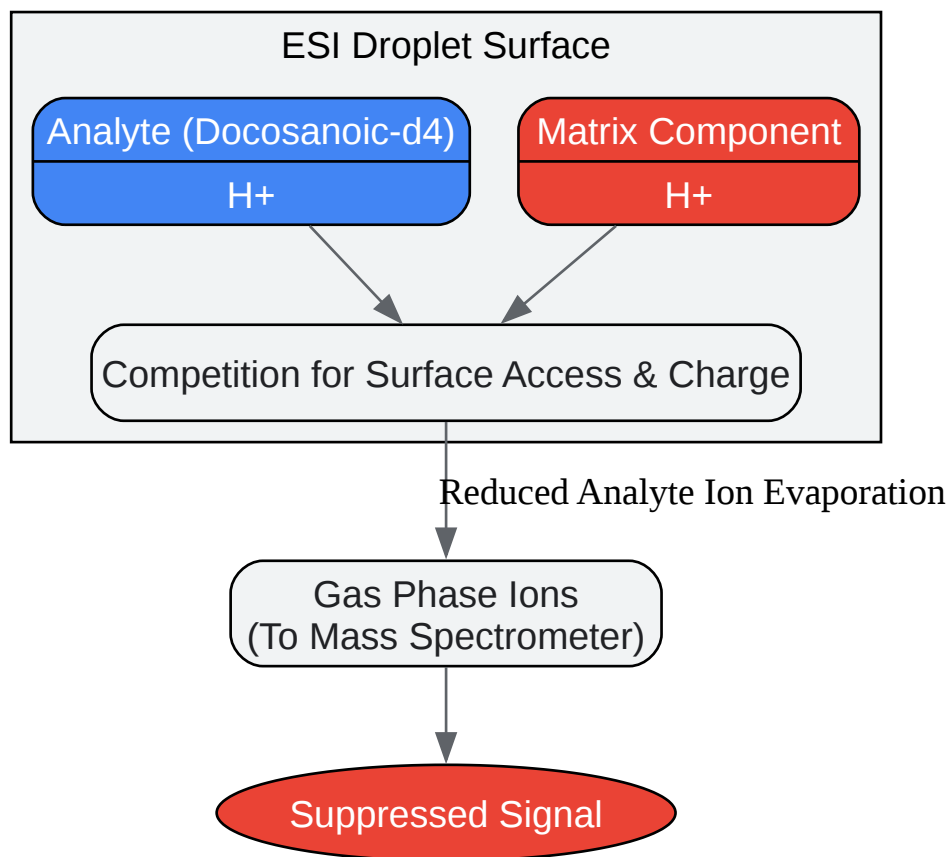 ESI Droplet Surface
Analyte (Docosanoic-d4)
Matrix Component
H+
H+
Competition for Surface Access & Charge
Reduced Analyte Ion Evaporation
Gas Phase Ions
(To Mass Spectrometer)
Suppressed Signal